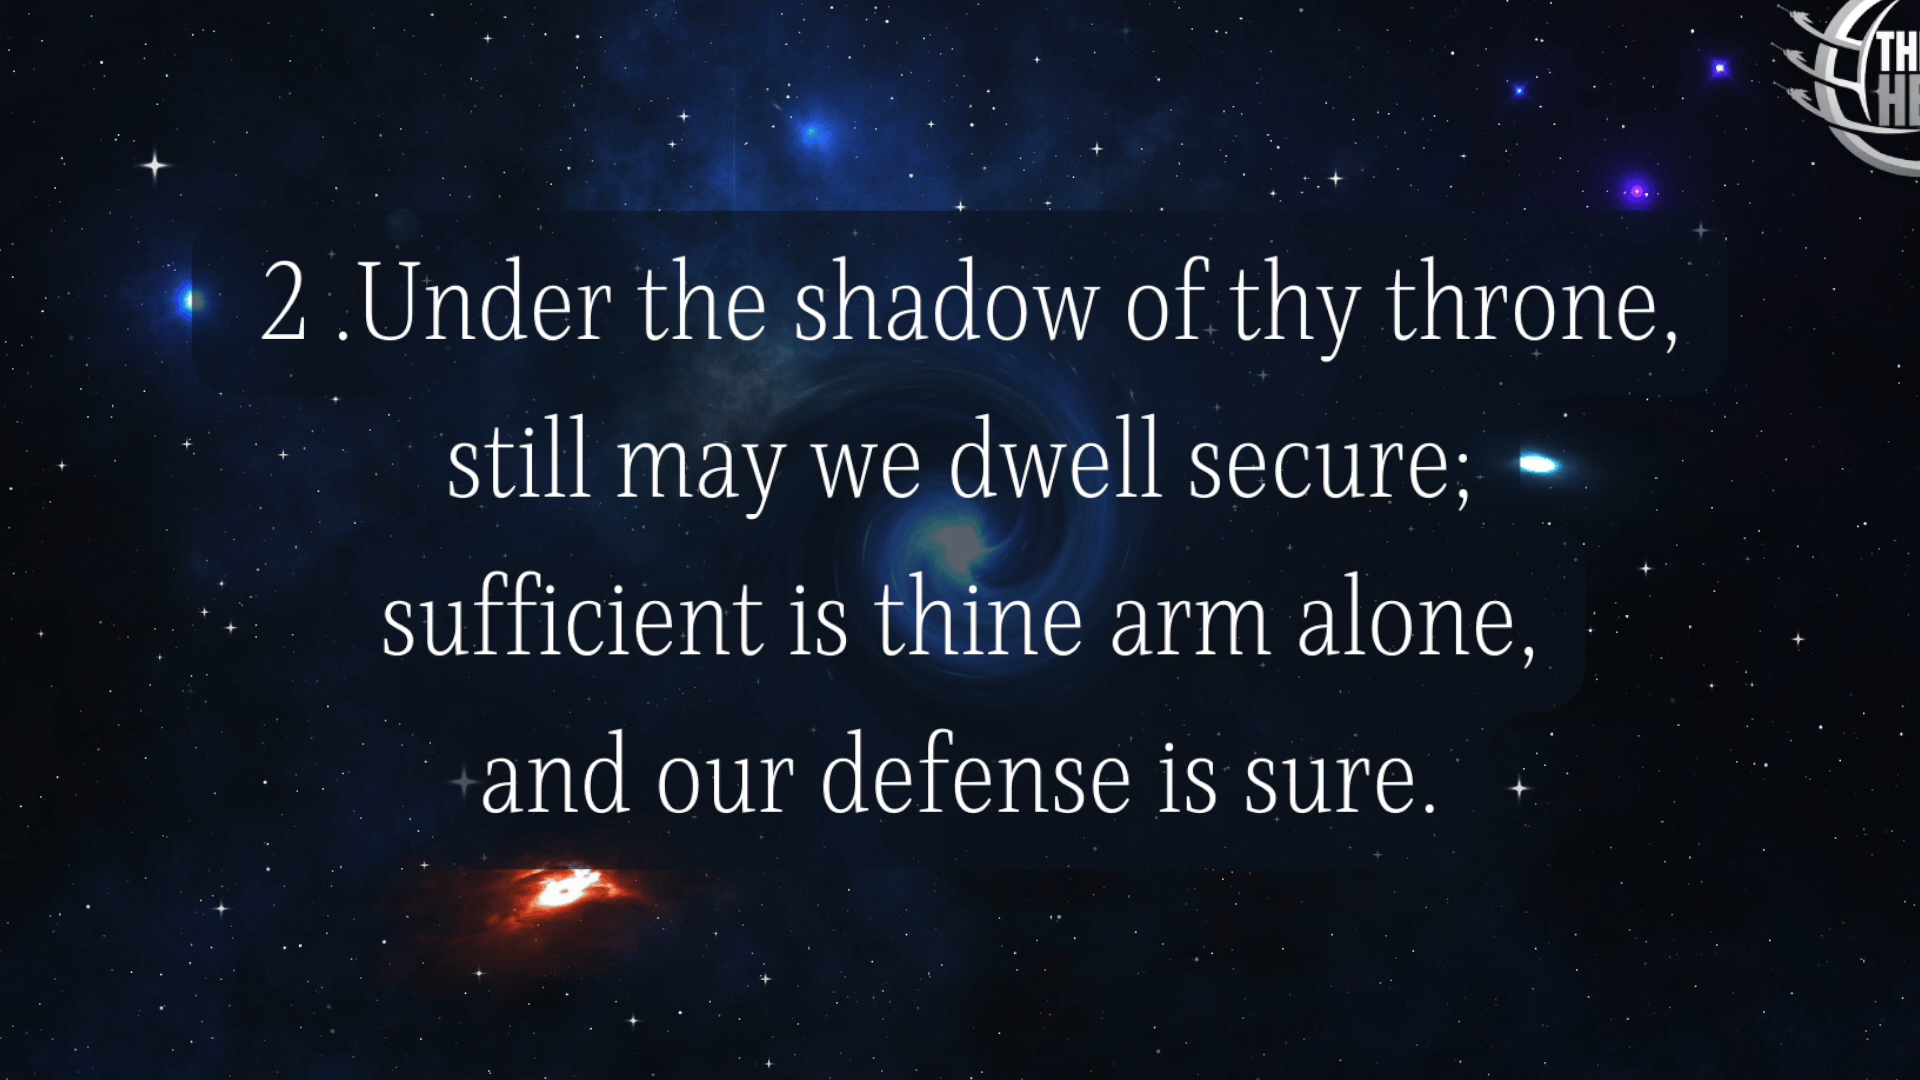 2 .Under the shadow of thy throne,
still may we dwell secure;
sufficient is thine arm alone,
and our defense is sure.